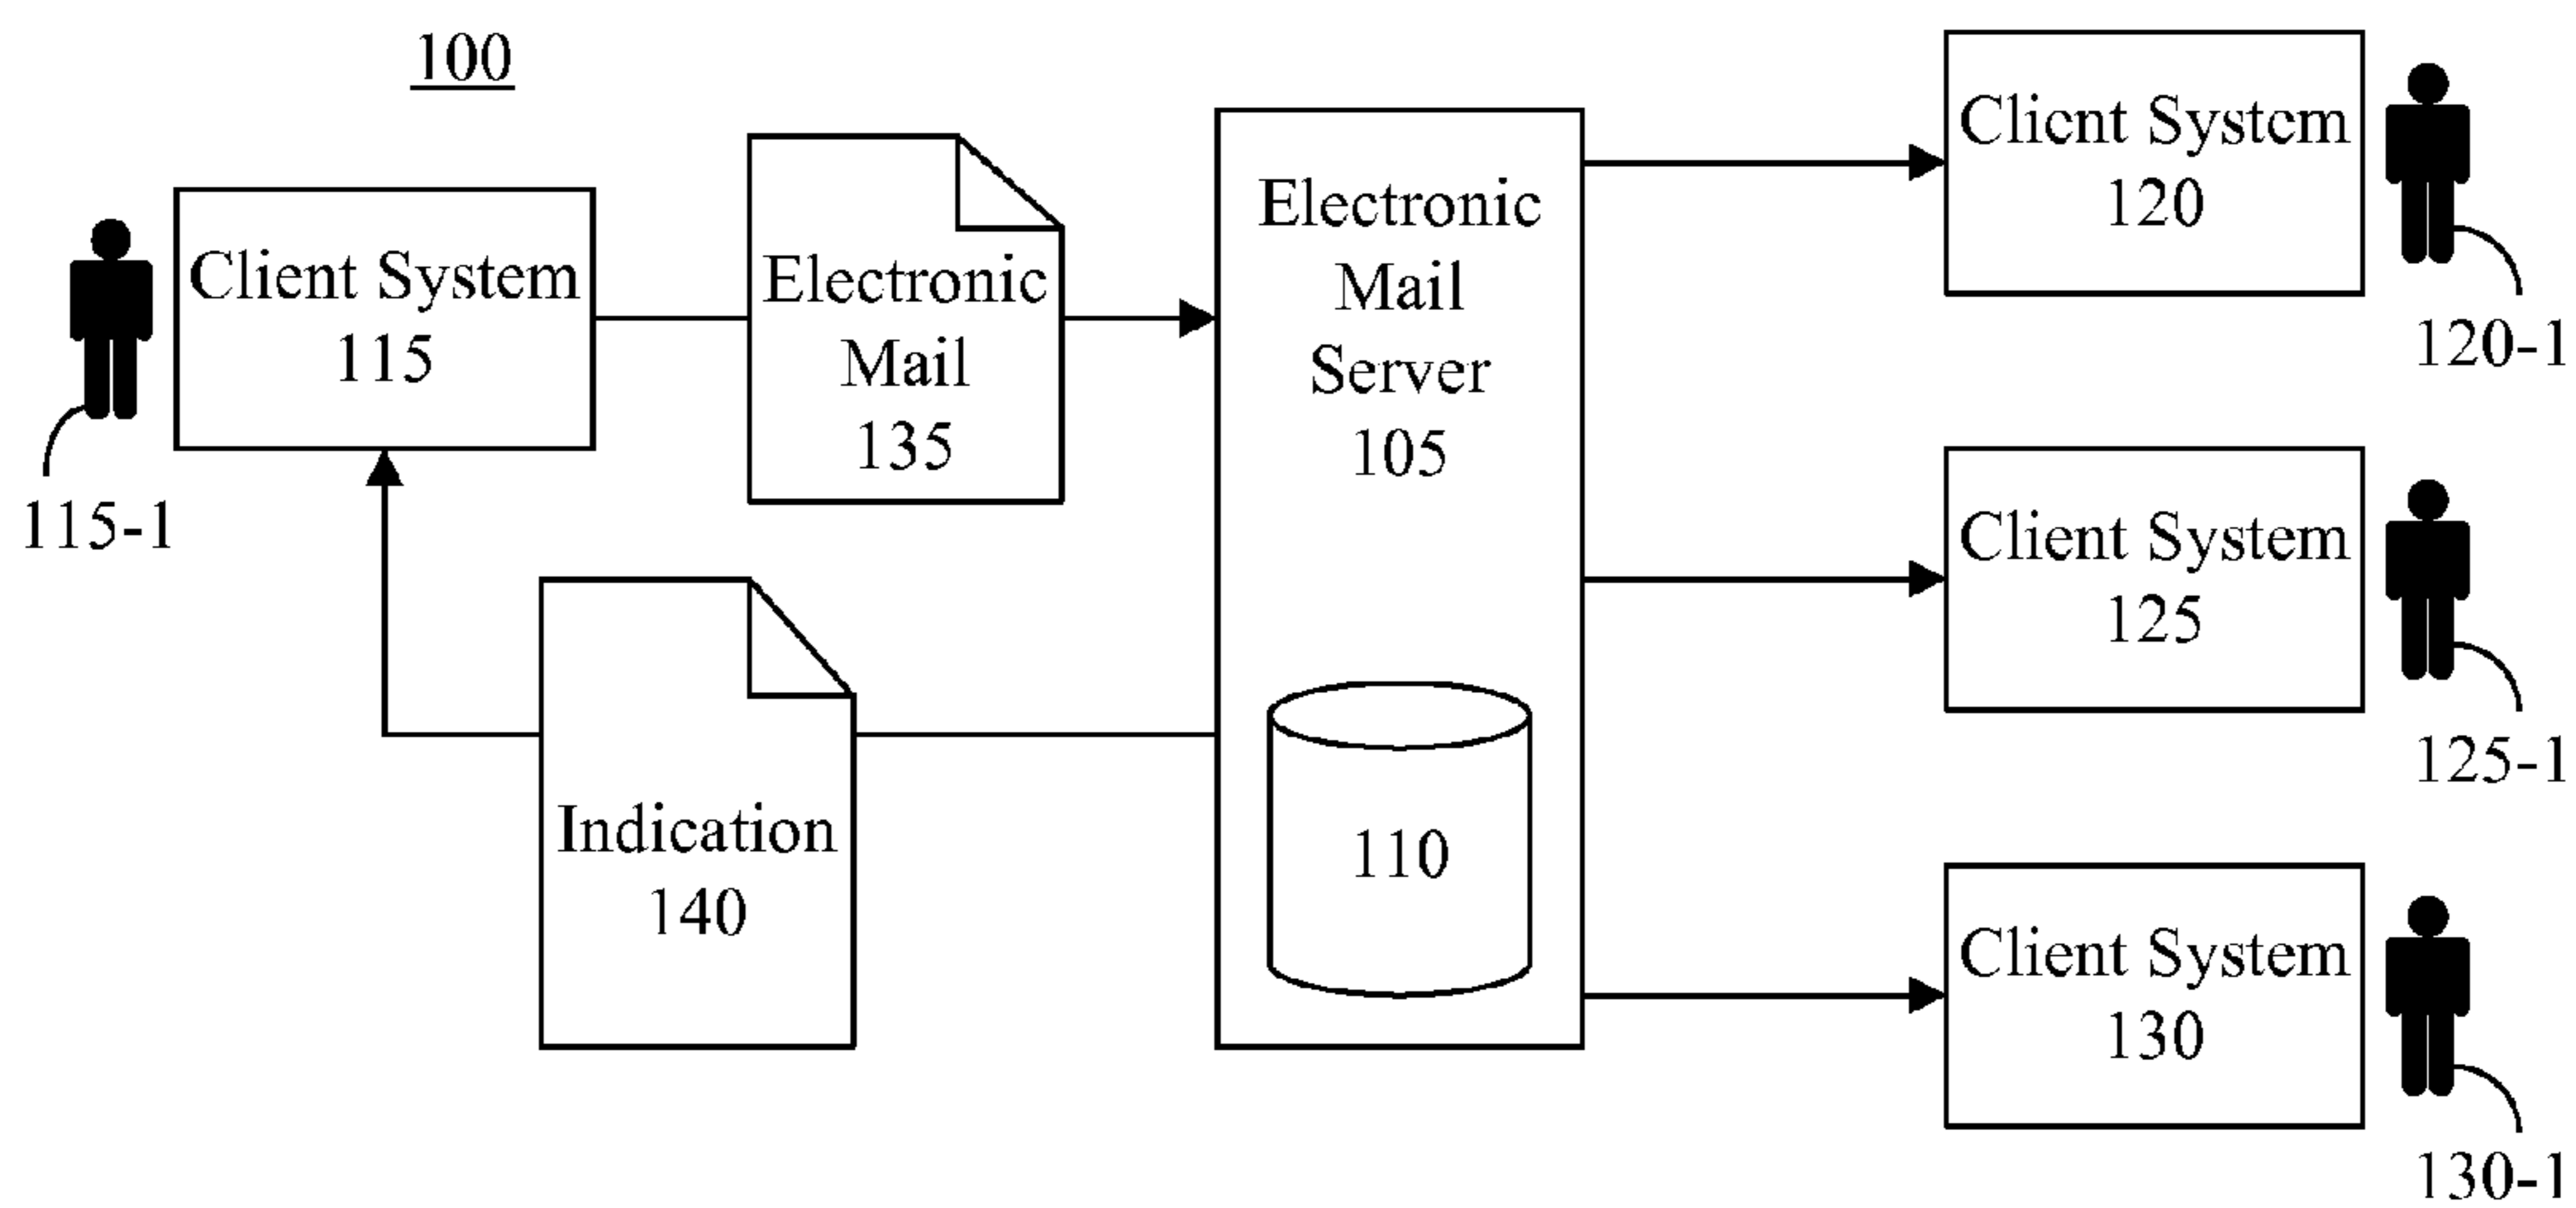 100
Client System
115
115-1
Electronic
Mail
135
Indication
140
Electronic
Mail
Server
105
110
Client System
120
120-1
Client System
125
125-1
Client System
130
130-1